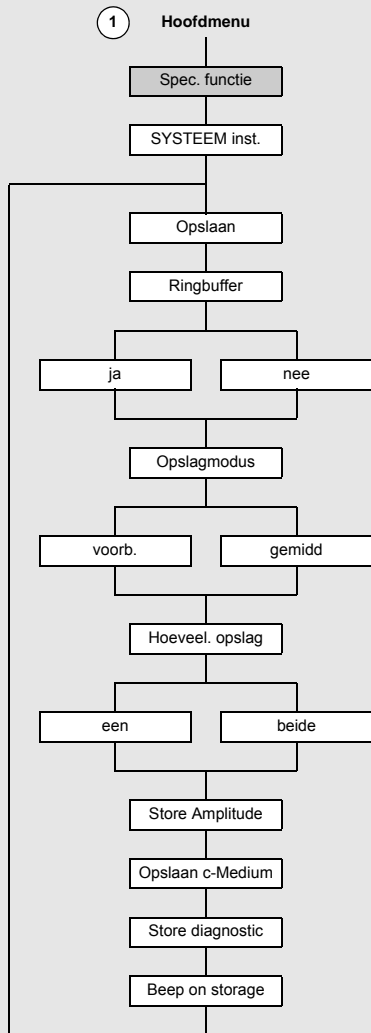 1 Hoofdmenu
Spec. functie
SYSTEEM inst.
Opslaan
Ringbuffer
ja nee
Opslagmodus
voorb. gemidd
Hoeveel. opslag
een beide
Store Amplitude
Opslaan c-Medium
Store diagnostic
Beep on storage